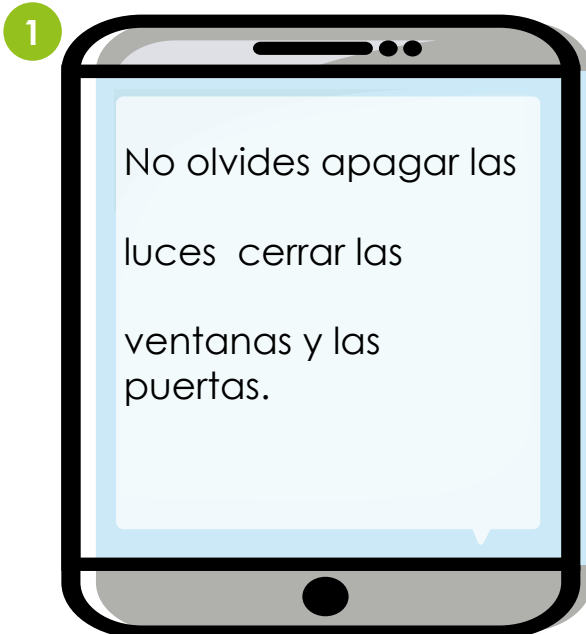 1
No olvides apagar las
luces  cerrar las
ventanas y las
puertas.